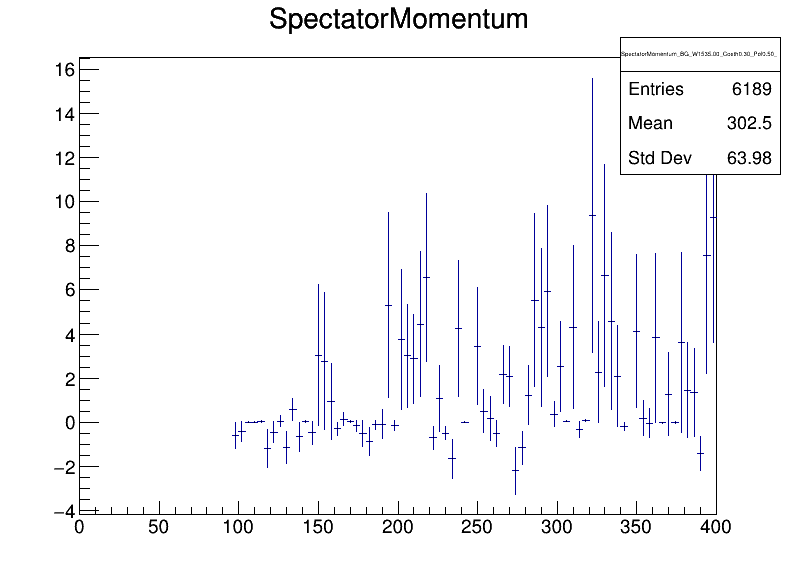 SpectatorMomentum
SpectatorMomentum_BG_W1535.00_Costh0.30_Pol0.50_
Entries 6189
Mean 302.5
Std Dev 63.98
16
14
12
10
8
6
4
2
0
−2
−4
0 50 100 150 200 250 300 350 400